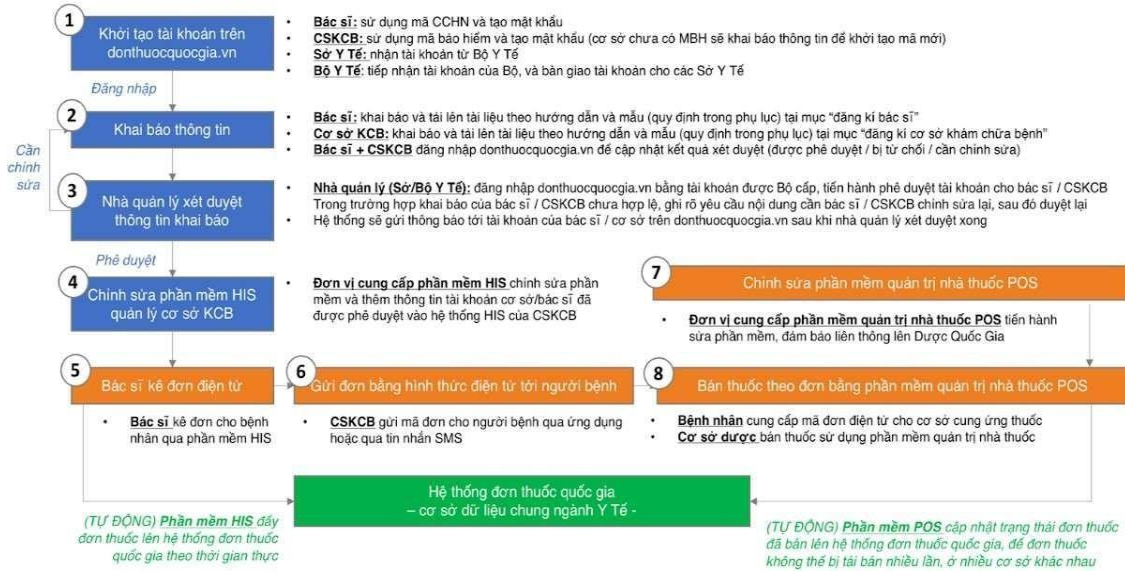 1
Khởi tạo tài khoản trên
donthuocquocgia.vn
• Bác sĩ: sử dụng mã CCHN và tạo mật khẩu
• CSKCB: sử dụng mã bảo hiểm và tạo mật khẩu (cơ sở chưa có MBH sẽ khai báo thông tin để khởi tạo mã mới)
• Sở Y Tế: nhận tài khoản từ Bộ Y Tế
• Bộ Y Tế: tiếp nhận tài khoản của Bộ, và bàn giao tài khoản cho các Sở Y Tế
Đăng nhập
2
Khai báo thông tin
• Bác sĩ: khai báo và tải lên tài liệu theo hướng dẫn và mẫu (quy định trong phụ lục) tại mục "đăng kí bác sĩ"
• Cơ sở KCB: khai báo và tải lên tài liệu theo hướng dẫn và mẫu (quy định trong phụ lục) tại mục "đăng kí cơ sở khám chữa bệnh"
• Bác sĩ + CSKCB đăng nhập donthuocquocgia.vn để cập nhật kết quả xét duyệt (được phê duyệt / bị từ chối / cần chỉnh sửa)
Cần
chỉnh
sửa
3
Nhà quản lý xét duyệt
thông tin khai báo
• Nhà quản lý (Sở/Bộ Y Tế): đăng nhập donthuocquocgia.vn bằng tài khoản được Bộ cấp, tiến hành phê duyệt tài khoản cho bác sĩ / CSKCB
Trong trường hợp khai báo của bác sĩ / CSKCB chưa hợp lệ, ghi rõ yêu cầu nội dung cần bác sĩ / CSKCB chỉnh sửa lại, sau đó duyệt lại
• Hệ thống sẽ gửi thông báo tới tài khoản của bác sĩ / cơ sở trên donthuocquocgia.vn sau khi nhà quản lý xét duyệt xong
Phê duyệt
4
Chỉnh sửa phần mềm HIS
quản lý cơ sở KCB
• Đơn vị cung cấp phần mềm HIS chỉnh sửa phần
mềm và thêm thông tin tài khoản cơ sở/bác sĩ đã
được phê duyệt vào hệ thống HIS của CSKCB
7
Chỉnh sửa phần mềm quản trị nhà thuốc POS
• Đơn vị cung cấp phần mềm quản trị nhà thuốc POS tiến hành
sửa phần mềm, đảm bảo liên thông lên Dược Quốc Gia
5
Bác sĩ kê đơn điện tử
• Bác sĩ kê đơn cho bệnh
nhân qua phần mềm HIS
6
Gửi đơn bằng hình thức điện tử tới người bệnh
• CSKCB gửi mã đơn cho người bệnh qua ứng dụng
hoặc qua tin nhắn SMS
8
Bán thuốc theo đơn bằng phần mềm quản trị nhà thuốc POS
• Bệnh nhân cung cấp mã đơn điện tử cho cơ sở cung ứng thuốc
• Cơ sở dược bán thuốc sử dụng phần mềm quản trị nhà thuốc
Hệ thống đơn thuốc quốc gia
– cơ sở dữ liệu chung ngành Y Tế -
(TỰ ĐỘNG) Phần mềm HIS đẩy
đơn thuốc lên hệ thống đơn thuốc
quốc gia theo thời gian thực
(TỰ ĐỘNG) Phần mềm POS cập nhật trạng thái đơn thuốc
đã bán lên hệ thống đơn thuốc quốc gia, để đơn thuốc
không thể bị tái bán nhiều lần, ở nhiều cơ sở khác nhau